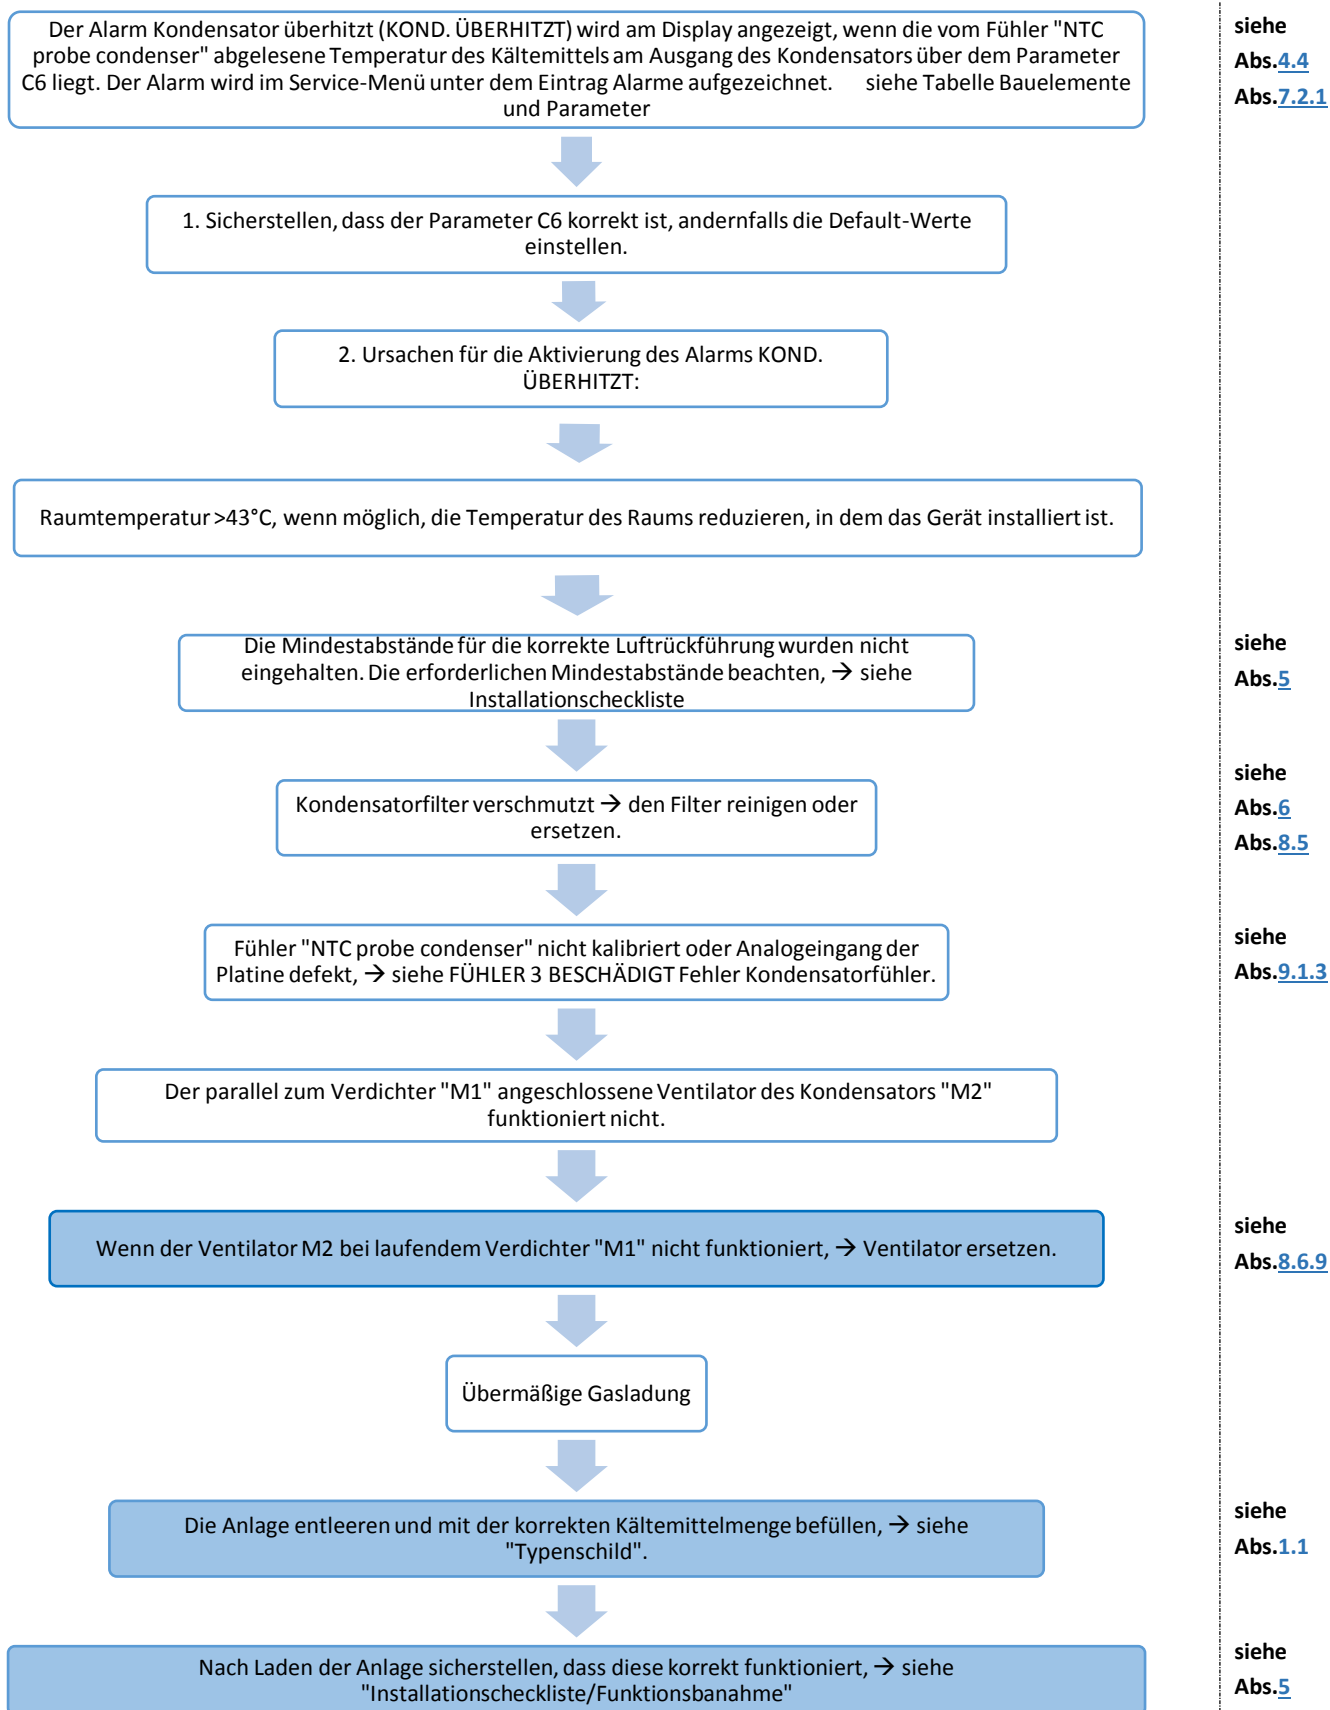 Der Alarm Kondensator überhitzt (KOND. ÜBERHITZT) wird am Display angezeigt, wenn die vom Fühler "NTC
probe condenser" abgelesene Temperatur des Kältemittels am Ausgang des Kondensators über dem Parameter
C6 liegt. Der Alarm wird im Service-Menü unter dem Eintrag Alarme aufgezeichnet. siehe Tabelle Bauelemente
und Parameter
siehe
Abs.4.4
Abs.7.2.1
1. Sicherstellen, dass der Parameter C6 korrekt ist, andernfalls die Default-Werte
einstellen.
2. Ursachen für die Aktivierung des Alarms KOND.
ÜBERHITZT:
Raumtemperatur >43°C, wenn möglich, die Temperatur des Raums reduzieren, in dem das Gerät installiert ist.
Die Mindestabstände für die korrekte Luftrückführung wurden nicht
eingehalten. Die erforderlichen Mindestabstände beachten, → siehe
Installationscheckliste
siehe
Abs.5
Kondensatorfilter verschmutzt → den Filter reinigen oder
ersetzen.
siehe
Abs.6
Abs.8.5
Fühler "NTC probe condenser" nicht kalibriert oder Analogeingang der
Platine defekt, → siehe FÜHLER 3 BESCHÄDIGT Fehler Kondensatorfühler.
siehe
Abs.9.1.3
Der parallel zum Verdichter "M1" angeschlossene Ventilator des Kondensators "M2"
funktioniert nicht.
Wenn der Ventilator M2 bei laufendem Verdichter "M1" nicht funktioniert, → Ventilator ersetzen.
siehe
Abs.8.6.9
Übermäßige Gasladung
Die Anlage entleeren und mit der korrekten Kältemittelmenge befüllen, → siehe
"Typenschild".
siehe
Abs.1.1
Nach Laden der Anlage sicherstellen, dass diese korrekt funktioniert, → siehe
"Installationscheckliste/Funktionsbanahme"
siehe
Abs.5